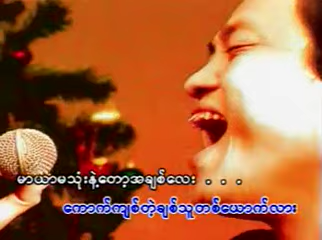 မာယာမသုံးနဲ့တော့အချစ်လေး . . .
ကောက်ကျစ်တဲ့ချစ်သူတစ်ယောက်လား